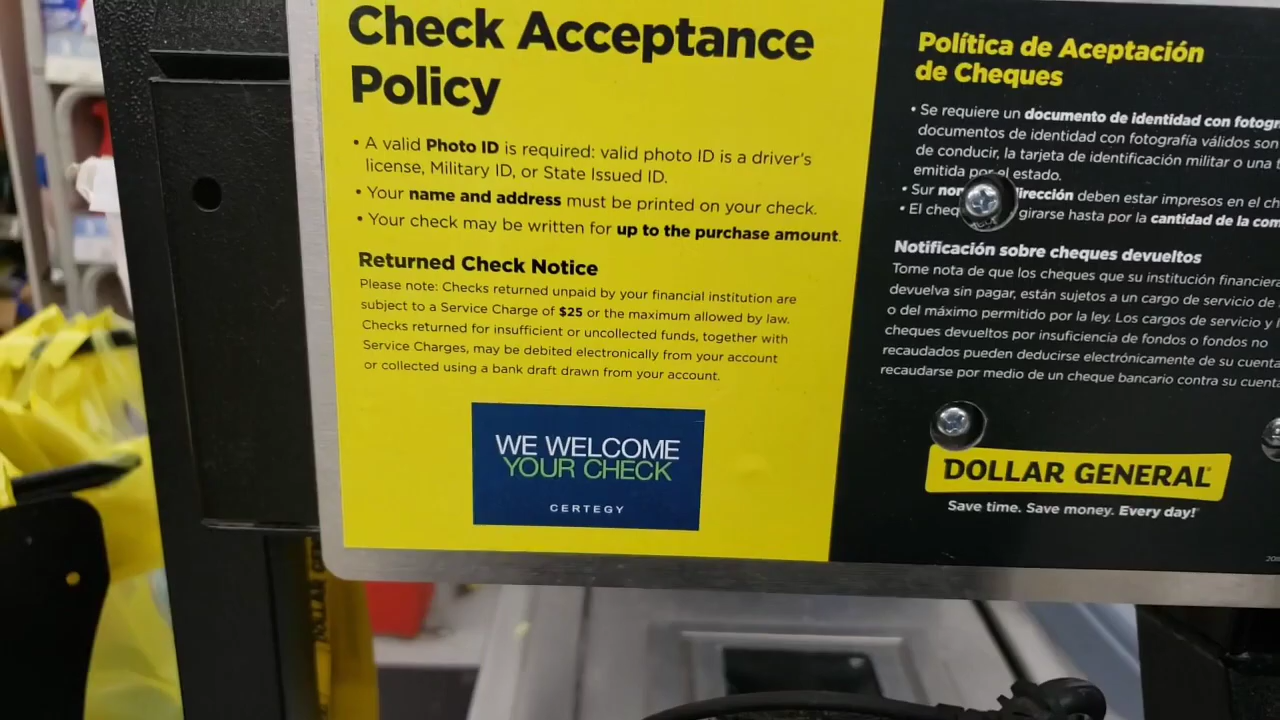 Check Acceptance
Policy
• A valid Photo ID is required: valid photo ID is a driver's
license, Military ID, or State Issued ID.
• Your name and address must be printed on your check.
• Your check may be written for up to the purchase amount.
Returned Check Notice
Please note: Checks returned unpaid by your financial institution are
subject to a Service Charge of $25 or the maximum allowed by law.
Checks returned for insufficient or uncollected funds, together with
Service Charges, may be debited electronically from your account
or collected using a bank draft drawn from your account.
WE WELCOME
YOUR CHECK
CERTEGY
Política de Aceptación
de Cheques
• Se requiere un documento de identidad con
documentos de identidad con fotografía válidos son
de conducir, la tarjeta de identificación militar o una
emitida por el estado.
• Sur deben estar impresos en el
• El girarse hasta por la cantidad de la
Notificación sobre cheques devueltos
Tome nota de que los cheques que su institución
devuelva sin pagar, están sujetos a un cargo de servicio de
o del máximo permitido por la ley. Los cargos de servicio y
cheques devueltos por insuficiencia de fondos o fondos no
recaudados pueden deducirse electrónicamente de su cuenta
recaudarse por medio de un cheque bancario contra su
DOLLAR GENERAL
Save time. Save money. Every day!